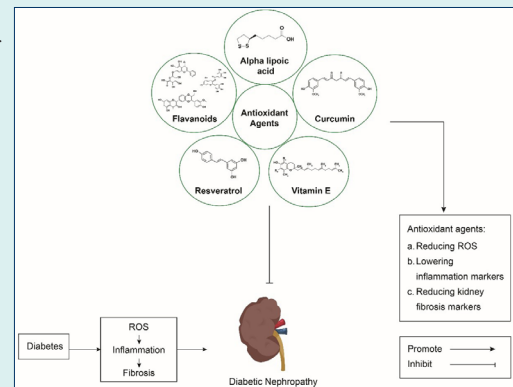 Alpha lipoic
acid
Flavanoids
Antioxidant
Agents
Curcumin
Resveratrol
Vitamin E
Antioxidant agents:
a. Reducing ROS
b. Lowering
inflammation markers
c. Reducing kidney
fibrosis markers
Diabetes
ROS
Inflammation
Fibrosis
Diabetic Nephropathy
Promote
Inhibit